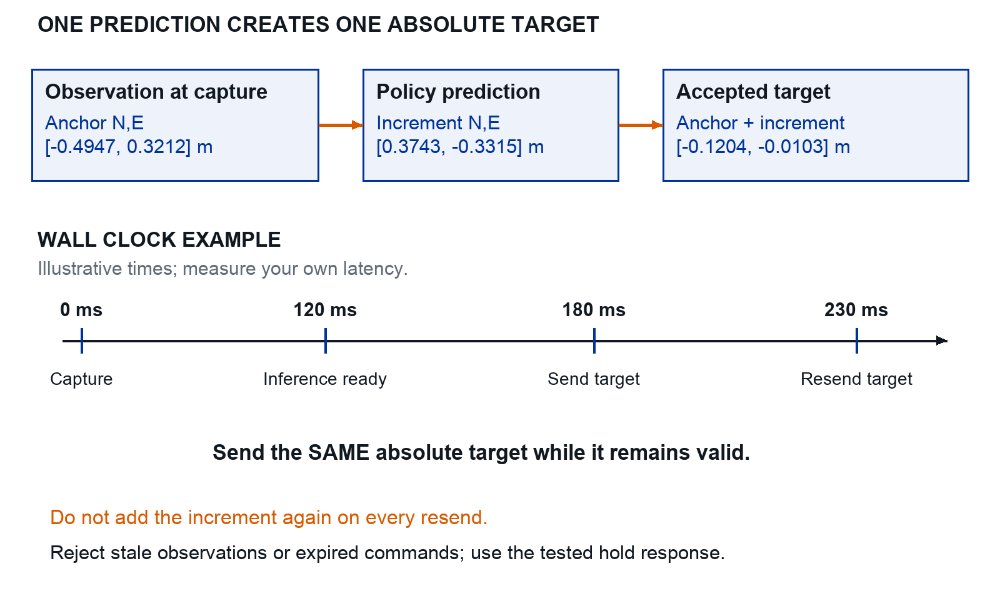 ONE PREDICTION CREATES ONE ABSOLUTE TARGET
Observation at capture
Anchor N,E
[-0.4947, 0.3212] m
Policy prediction
Increment N,E
[0.3743, -0.3315] m
Accepted target
Anchor + increment
[-0.1204, -0.0103] m
WALL CLOCK EXAMPLE
Illustrative times; measure your own latency.
0 ms
120 ms
180 ms
230 ms
Capture
Inference ready
Send target
Resend target
Send the SAME absolute target while it remains valid.
Do not add the increment again on every resend.
Reject stale observations or expired commands; use the tested hold response.